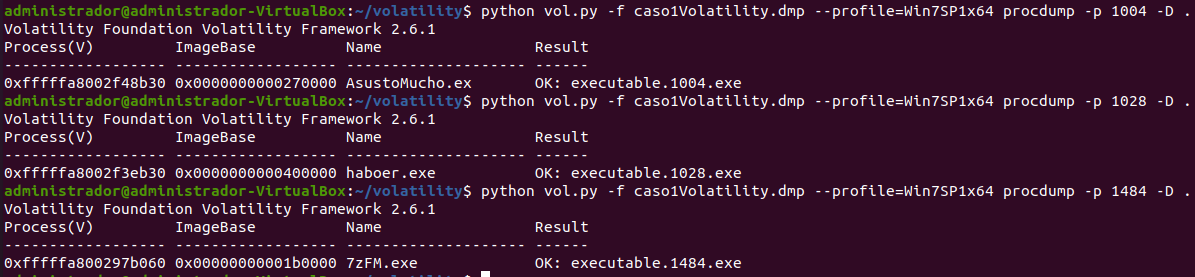 administrador@administrador-VirtualBox:~/volatility$ python vol.py -f caso1Volatility.dmp --profile=Win7SP1x64 procdump -p 1004 -D .
Volatility Foundation Volatility Framework 2.6.1
Process(V)         ImageBase          Name                 Result
------------------ ------------------ -------------------- ------
0xfffffa8002f48b30 0x0000000000270000 AsustoMucho.ex       OK: executable.1004.exe
administrador@administrador-VirtualBox:~/volatility$ python vol.py -f caso1Volatility.dmp --profile=Win7SP1x64 procdump -p 1028 -D .
Volatility Foundation Volatility Framework 2.6.1
Process(V)         ImageBase          Name                 Result
------------------ ------------------ -------------------- ------
0xfffffa8002f3eb30 0x0000000000400000 haboer.exe           OK: executable.1028.exe
administrador@administrador-VirtualBox:~/volatility$ python vol.py -f caso1Volatility.dmp --profile=Win7SP1x64 procdump -p 1484 -D .
Volatility Foundation Volatility Framework 2.6.1
Process(V)         ImageBase          Name                 Result
------------------ ------------------ -------------------- ------
0xfffffa800297b060 0x00000000001b0000 7zFM.exe             OK: executable.1484.exe
administrador@administrador-VirtualBox:~/volatility$